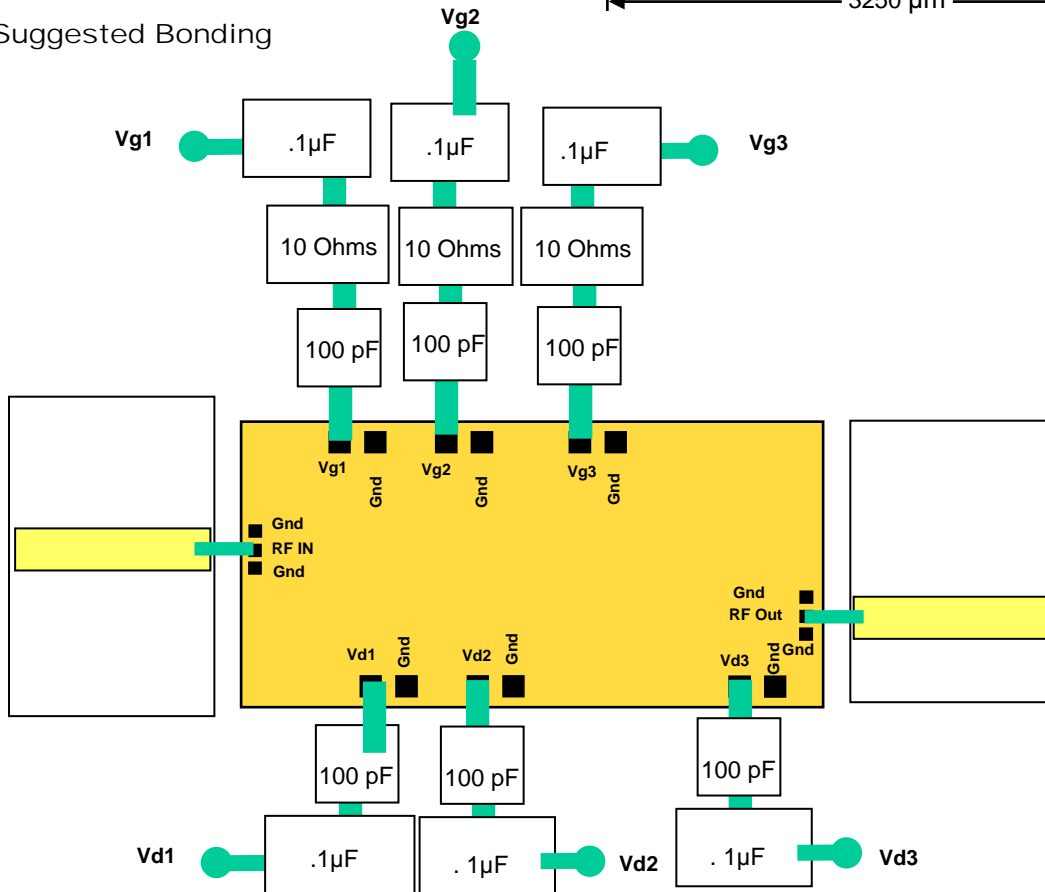 3250 µm
Suggested Bonding
Vg2
Vg1
.1µF
.1µF
.1µF
Vg3
10 Ohms
10 Ohms
10 Ohms
100 pF
100 pF
100 pF
Vg1
Gnd
Vg2
Gnd
Vg3
Gnd
Gnd
RF IN
Gnd
Gnd
RF Out
Gnd
Vd1
Gnd
Vd2
Gnd
Vd3
Gnd
100 pF
100 pF
100 pF
Vd1
.1µF
. 1µF
Vd2
. 1µF
Vd3